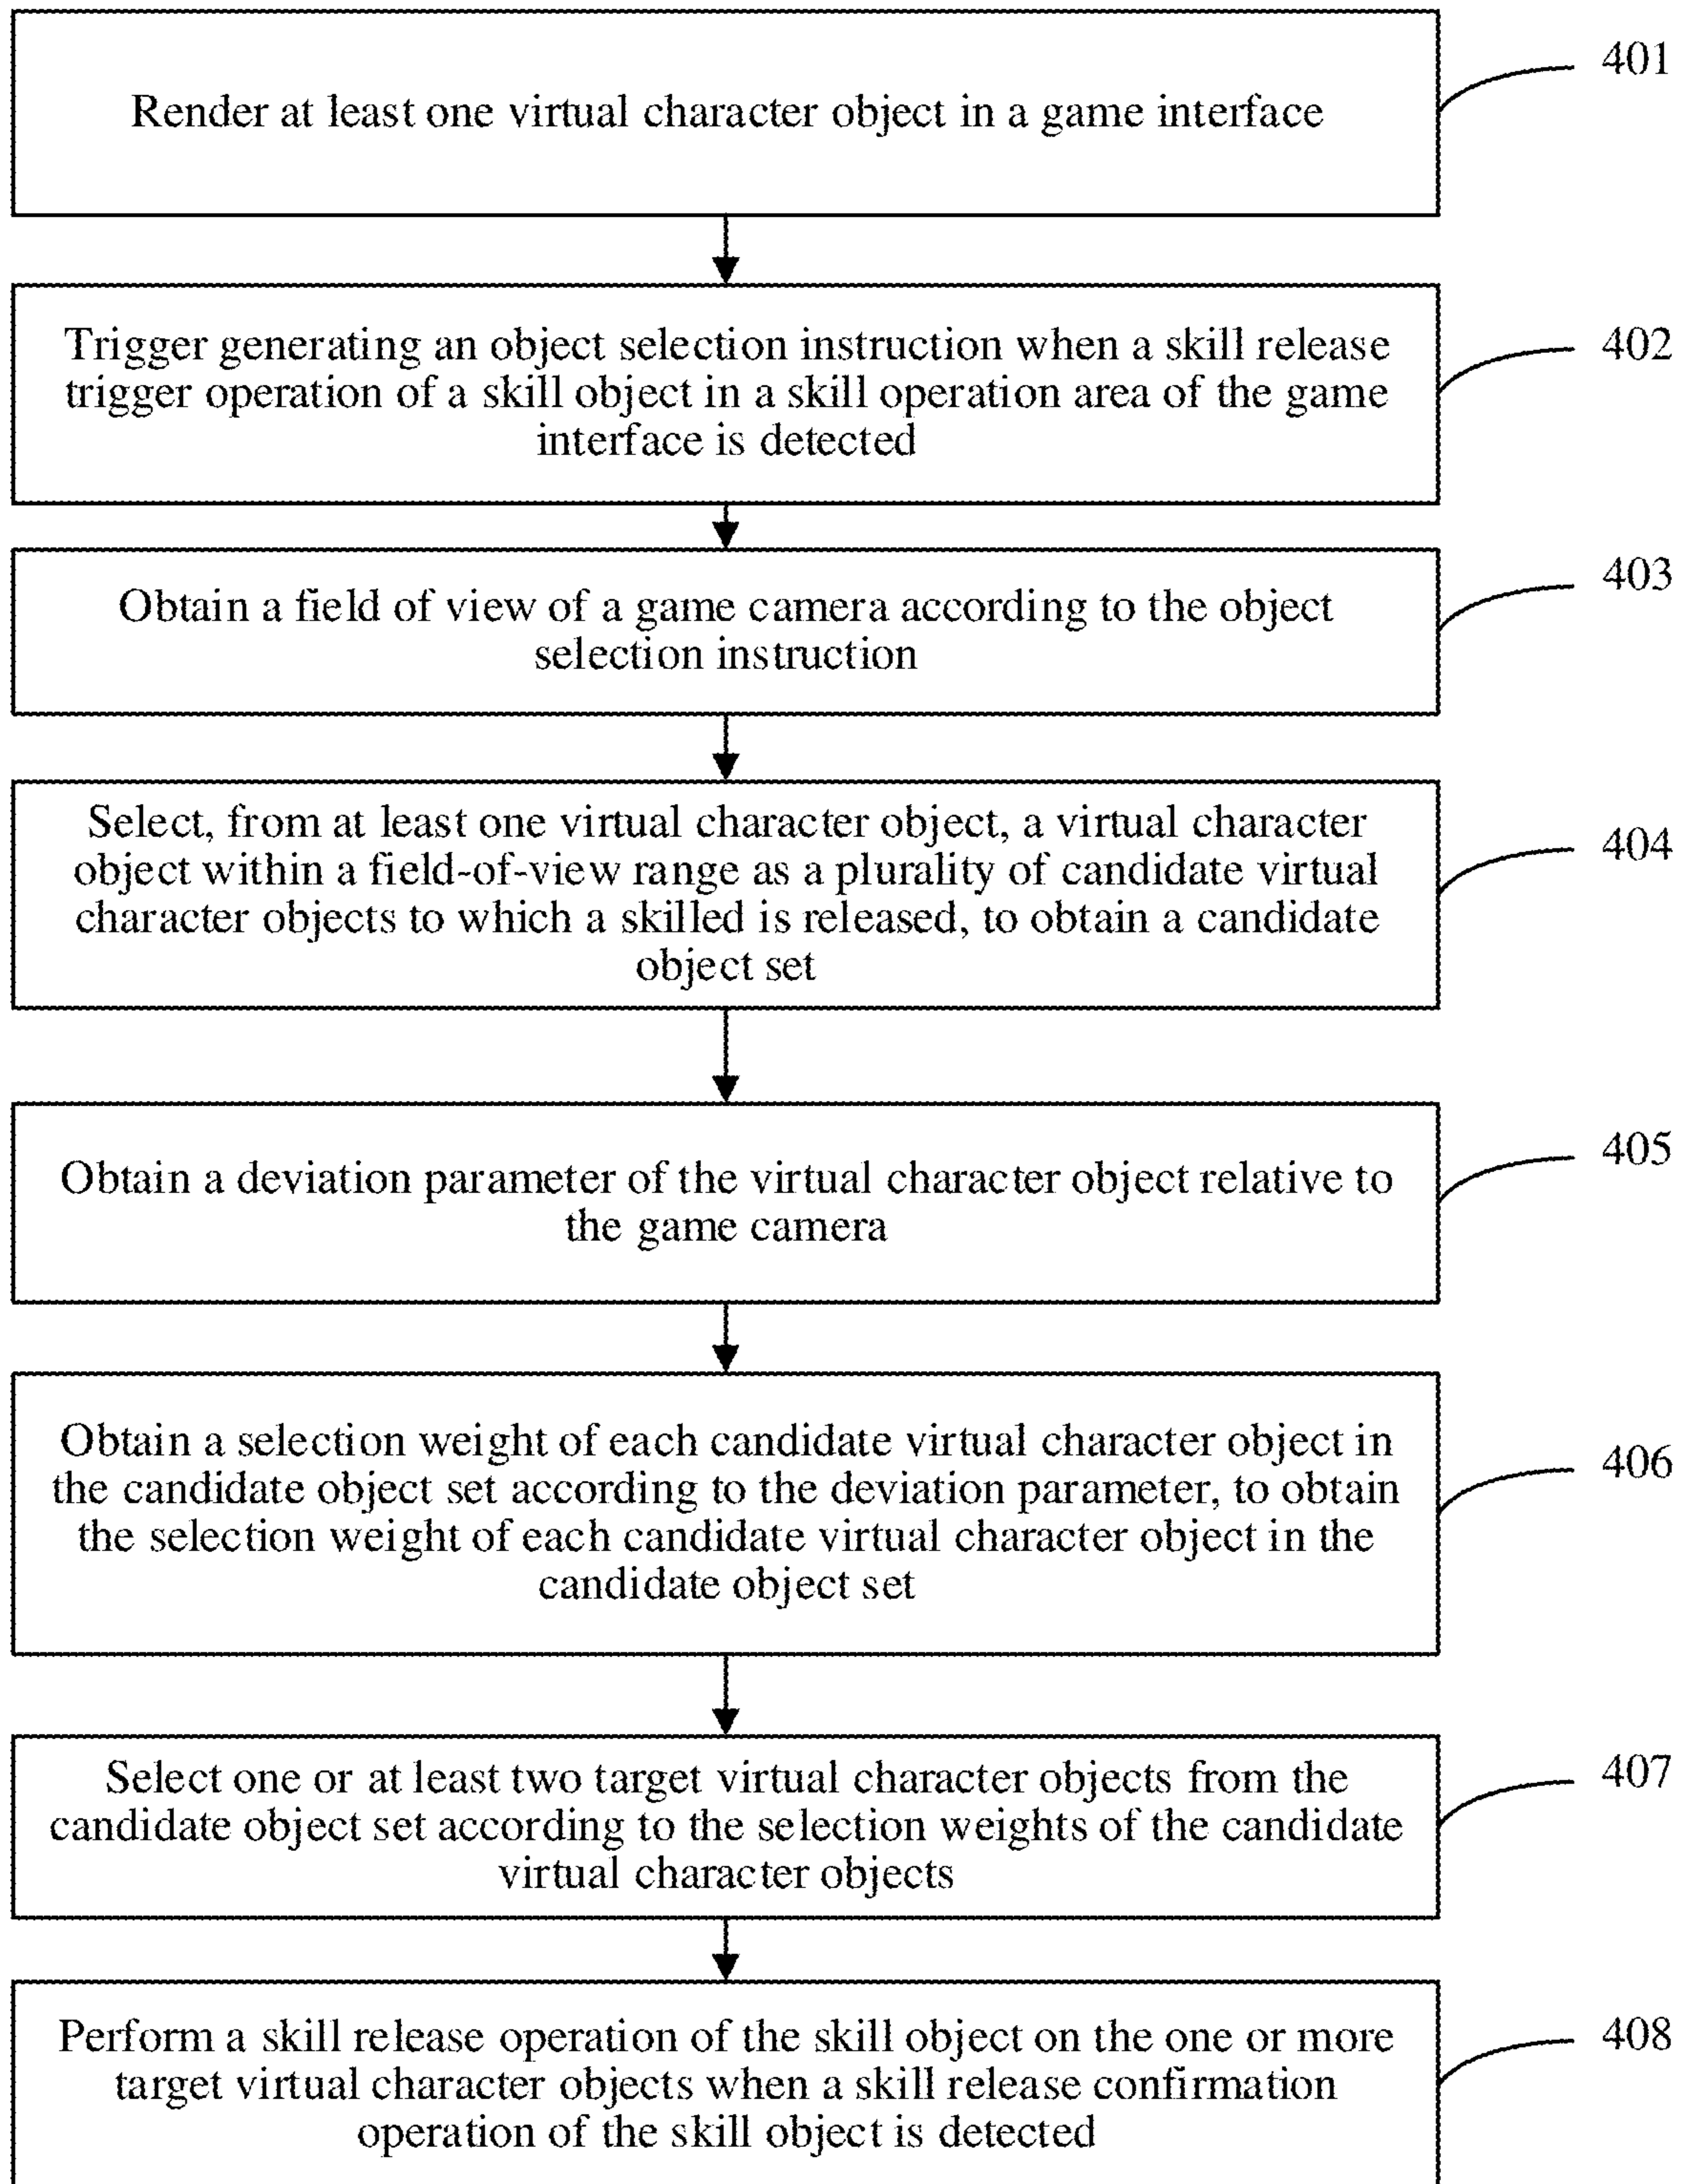 Render at least one virtual character object in a game interface
401
Trigger generating an object selection instruction when a skill release
trigger operation of a skill object in a skill operation area of the game
interface is detected
402
Obtain a field of view of a game camera according to the object
selection instruction
403
Select, from at least one virtual character object, a virtual character
object within a field-of-view range as a plurality of candidate virtual
character objects to which a skilled is released, to obtain a candidate
object set
404
Obtain a deviation parameter of the virtual character object relative to
the game camera
405
Obtain a selection weight of each candidate virtual character object in
the candidate object set according to the deviation parameter, to obtain
the selection weight of each candidate virtual character object in the
candidate object set
406
Select one or at least two target virtual character objects from the
candidate object set according to the selection weights of the candidate
virtual character objects
407
Perform a skill release operation of the skill object on the one or more
target virtual character objects when a skill release confirmation
operation of the skill object is detected
408